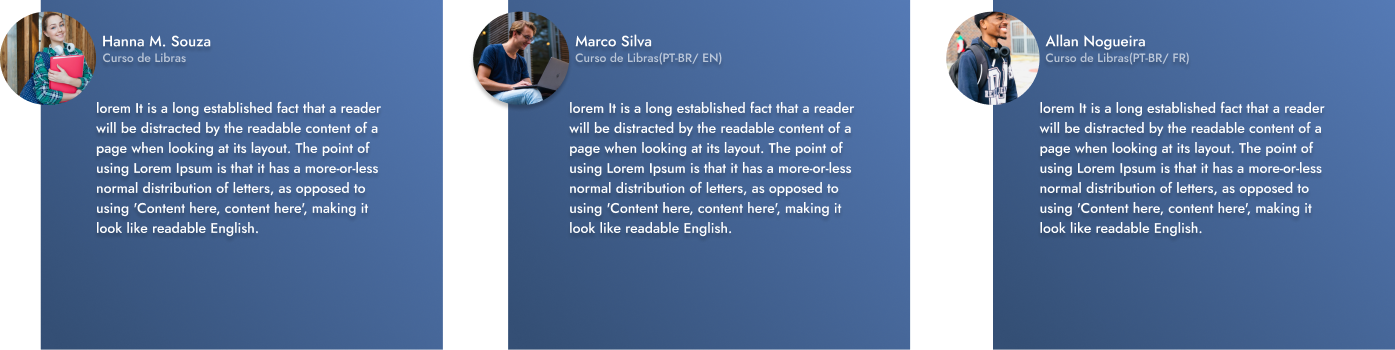 Hanna M. Souza
Curso de Libras
lorem It is a long established fact that a reader
will be distracted by the readable content of a
page when looking at its layout. The point of
using Lorem Ipsum is that it has a more-or-less
normal distribution of letters, as opposed to
using 'Content here, content here', making it
look like readable English.
Marco Silva
Curso de Libras(PT-BR/ EN)
lorem It is a long established fact that a reader
will be distracted by the readable content of a
page when looking at its layout. The point of
using Lorem Ipsum is that it has a more-or-less
normal distribution of letters, as opposed to
using 'Content here, content here', making it
look like readable English.
Allan Nogueira
Curso de Libras(PT-BR/ FR)
lorem It is a long established fact that a reader
will be distracted by the readable content of a
page when looking at its layout. The point of
using Lorem Ipsum is that it has a more-or-less
normal distribution of letters, as opposed to
using 'Content here, content here', making it
look like readable English.